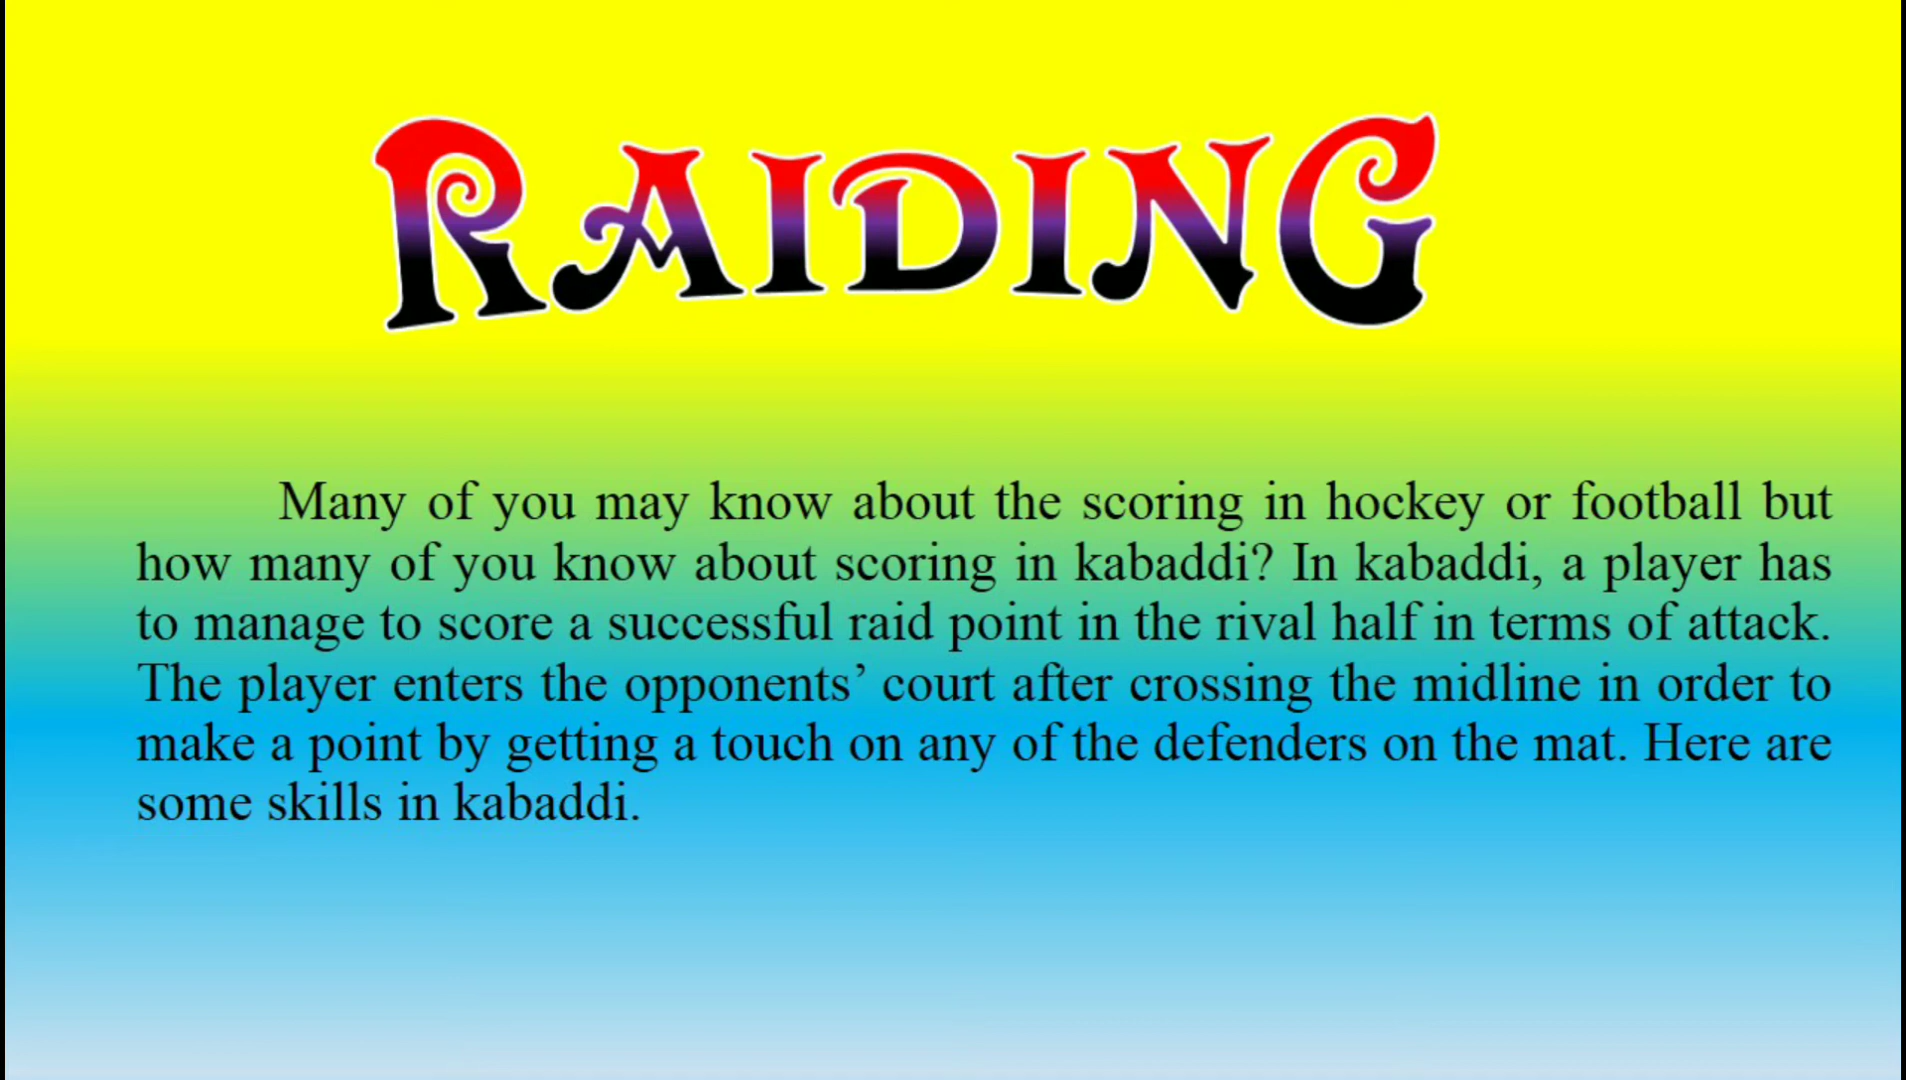 RAIDING
Many of you may know about the scoring in hockey or football but
how many of you know about scoring in kabaddi? In kabaddi, a player has
to manage to score a successful raid point in the rival half in terms of attack.
The player enters the opponents’ court after crossing the midline in order to
make a point by getting a touch on any of the defenders on the mat. Here are
some skills in kabaddi.